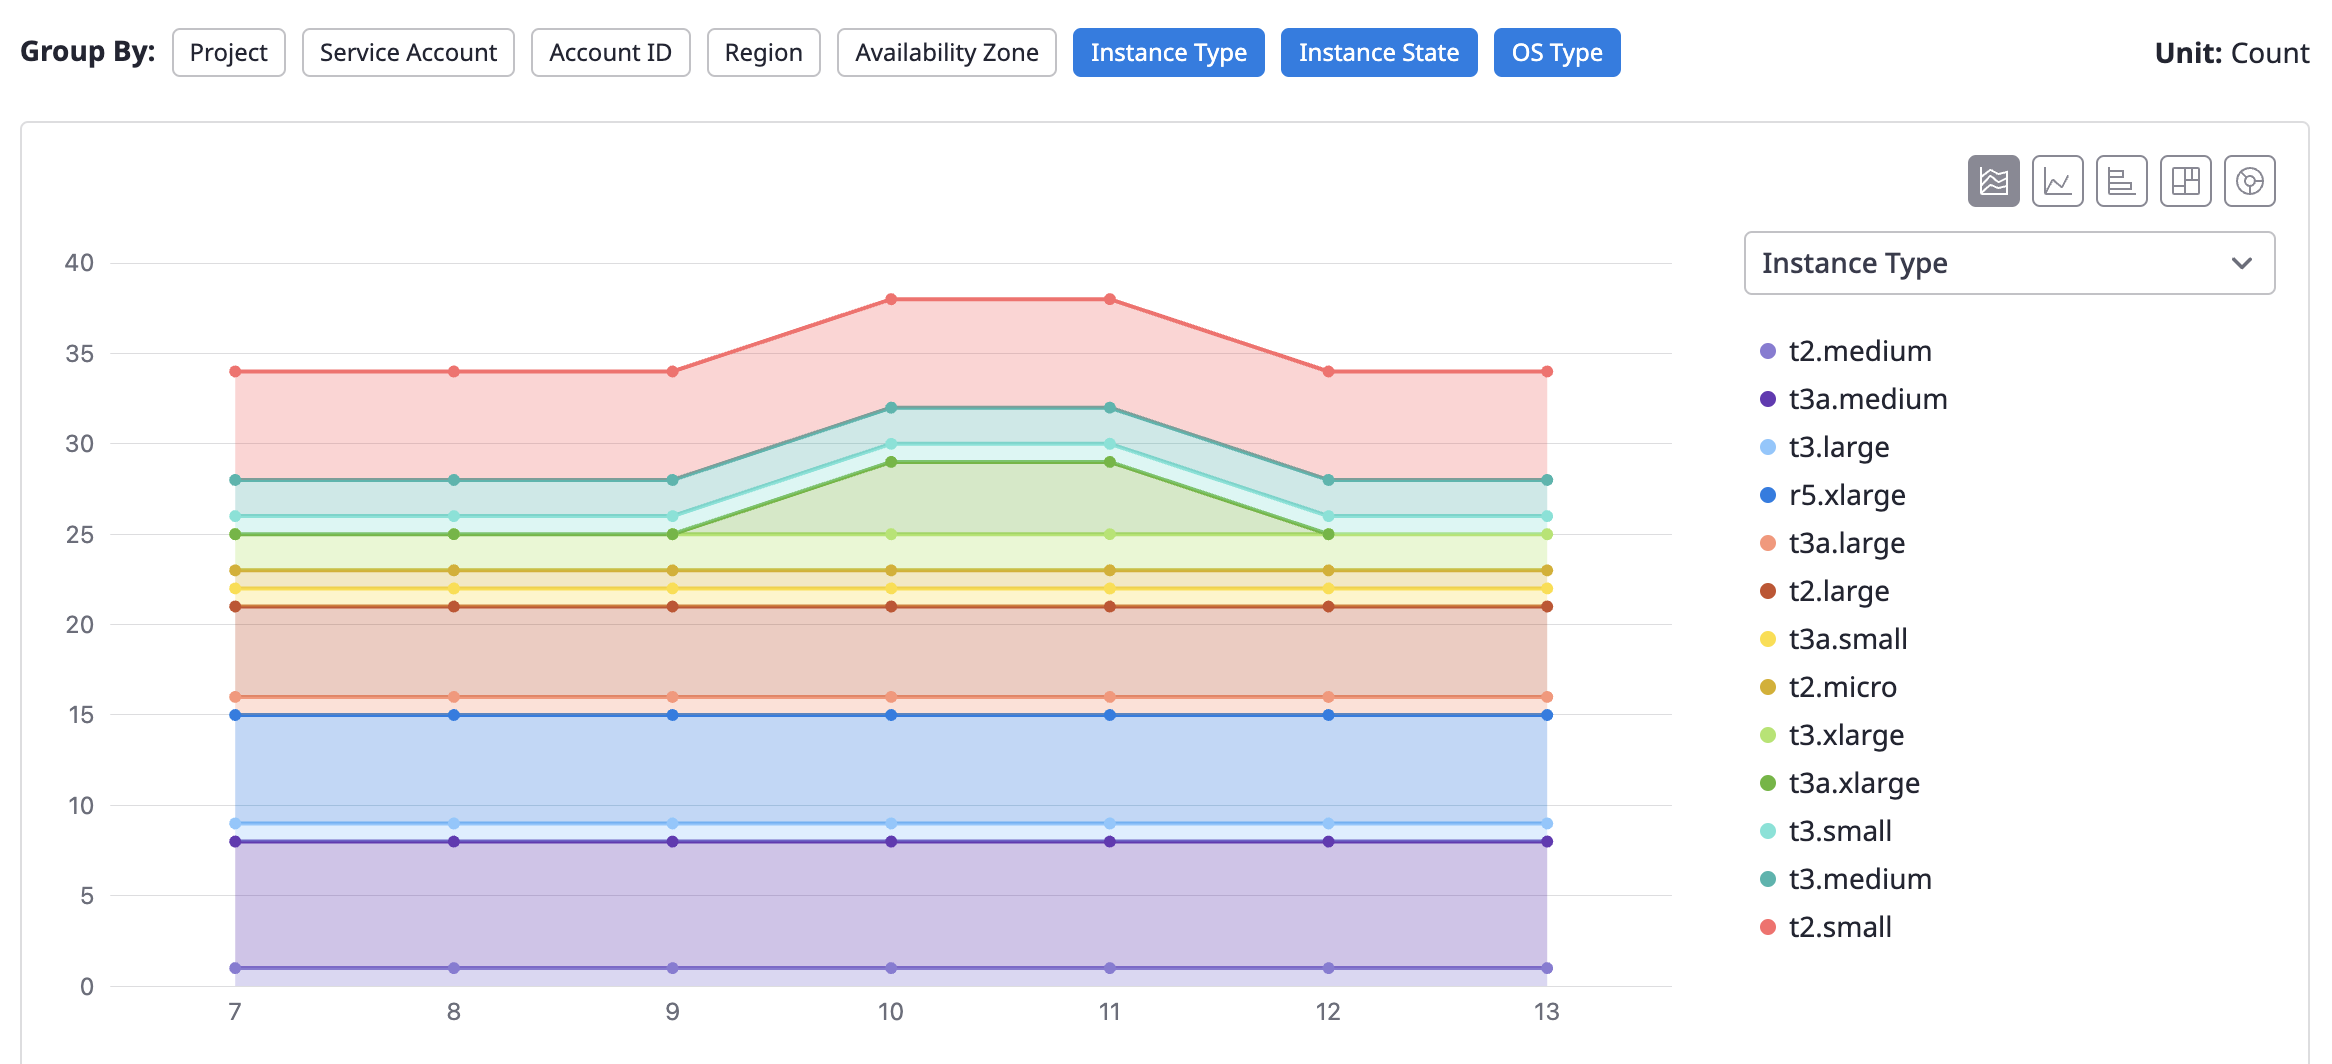 Group By: Project Service Account Account ID Region Availability Zone Instance Type Instance State OS Type Unit: Count
Instance Type
40
35
30
25
20
15
10
5
0
7 8 9 10 11 12 13
t2.medium
t3a.medium
t3.large
r5.xlarge
t3a.large
t2.large
t3a.small
t2.micro
t3.xlarge
t3a.xlarge
t3.small
t3.medium
t2.small